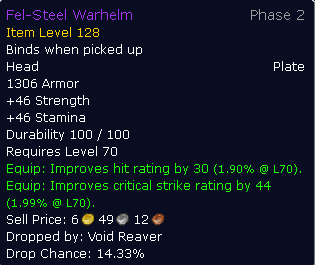 Fel-Steel Warhelm Phase 2
Item Level 128
Binds when picked up
Head Plate
1306 Armor
+46 Strength
+46 Stamina
Durability 100 / 100
Requires Level 70
Equip: Improves hit rating by 30 (1.90% @ L70).
Equip: Improves critical strike rating by 44
(1.99% @ L70).
Sell Price: 6 49 12
Dropped by: Void Reaver
Drop Chance: 14.33%